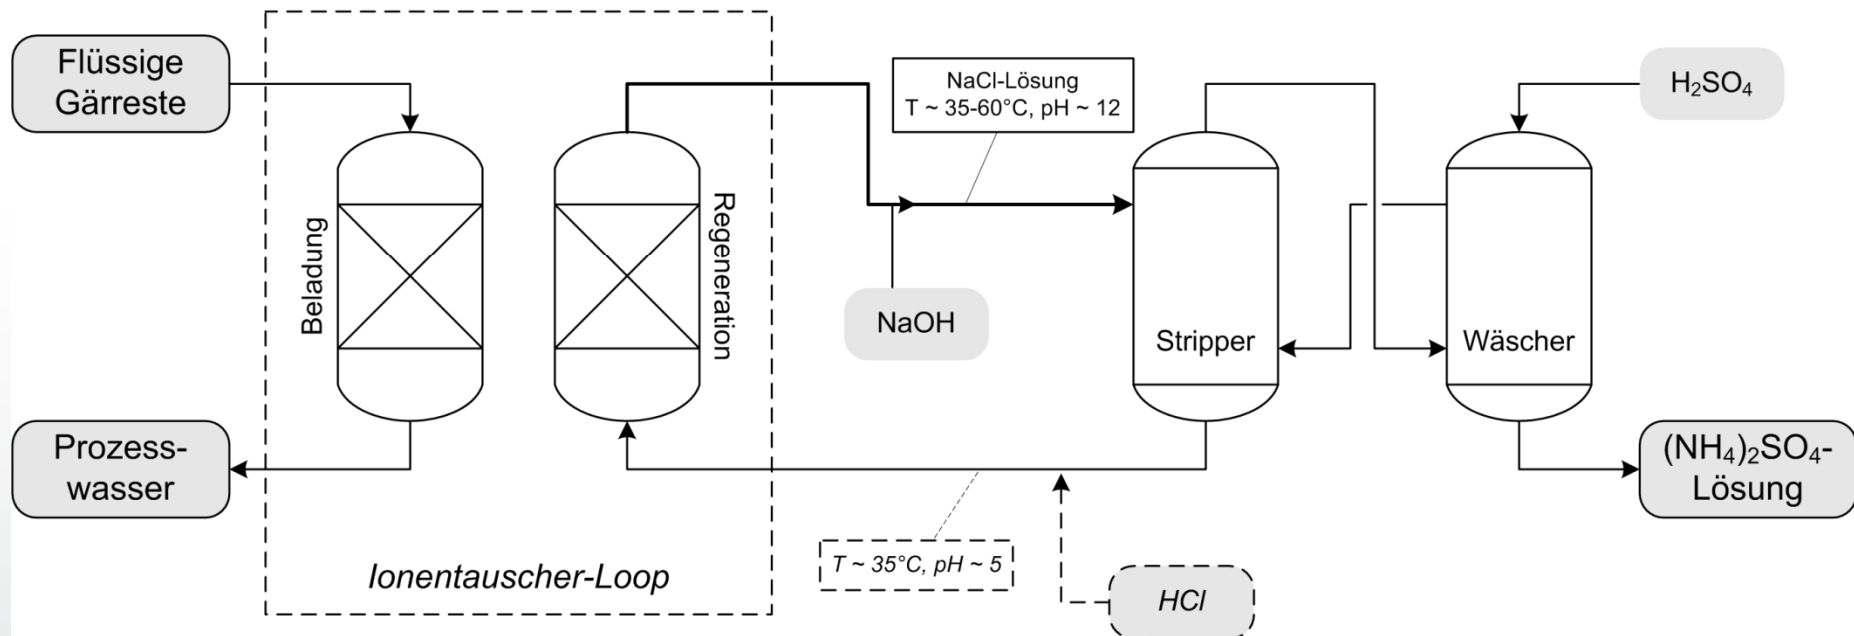 Flüssige
Gärreste
NaCl-Lösung
T ~ 35-60°C, pH ~ 12
H₂SO₄
Beladung
Regeneration
NaOH
Stripper
Wäscher
Prozess-
wasser
(NH₄)₂SO₄-
Lösung
T ~ 35°C, pH ~ 5
Ionentauscher-Loop
HCl